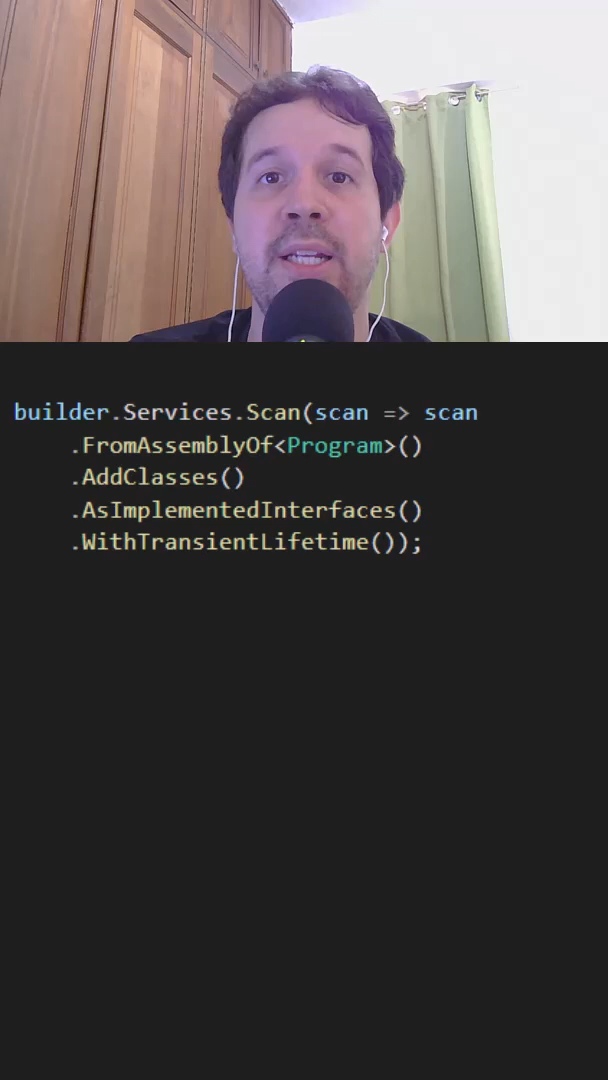 builder.Services.Scan(scan => scan
    .FromAssemblyOf<Program>()
    .AddClasses()
    .AsImplementedInterfaces()
    .WithTransientLifetime());